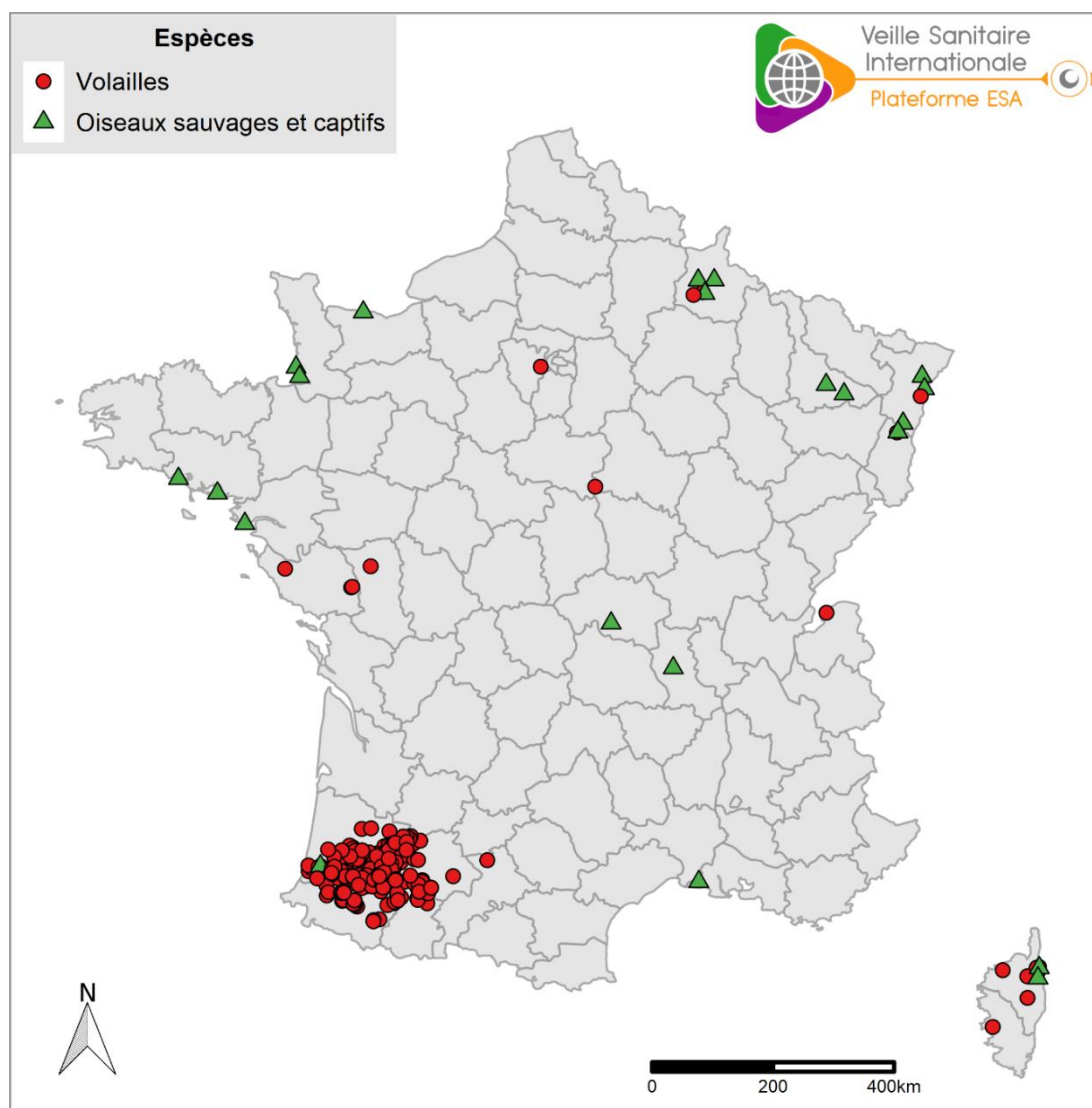 Espèces
Volailles
Oiseaux sauvages et captifs
Veille Sanitaire
Internationale
Plateforme ESA
N
0
200
400km